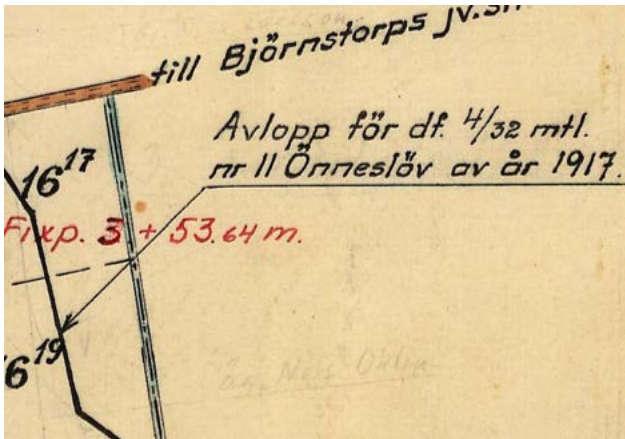 till Björnstorps jv.
Avlopp för df. 4/32 mtl.
nr 11 Önneslöv av år 1917.
16¹⁷
Fixp. 3 + 53.64 m.
16¹⁹